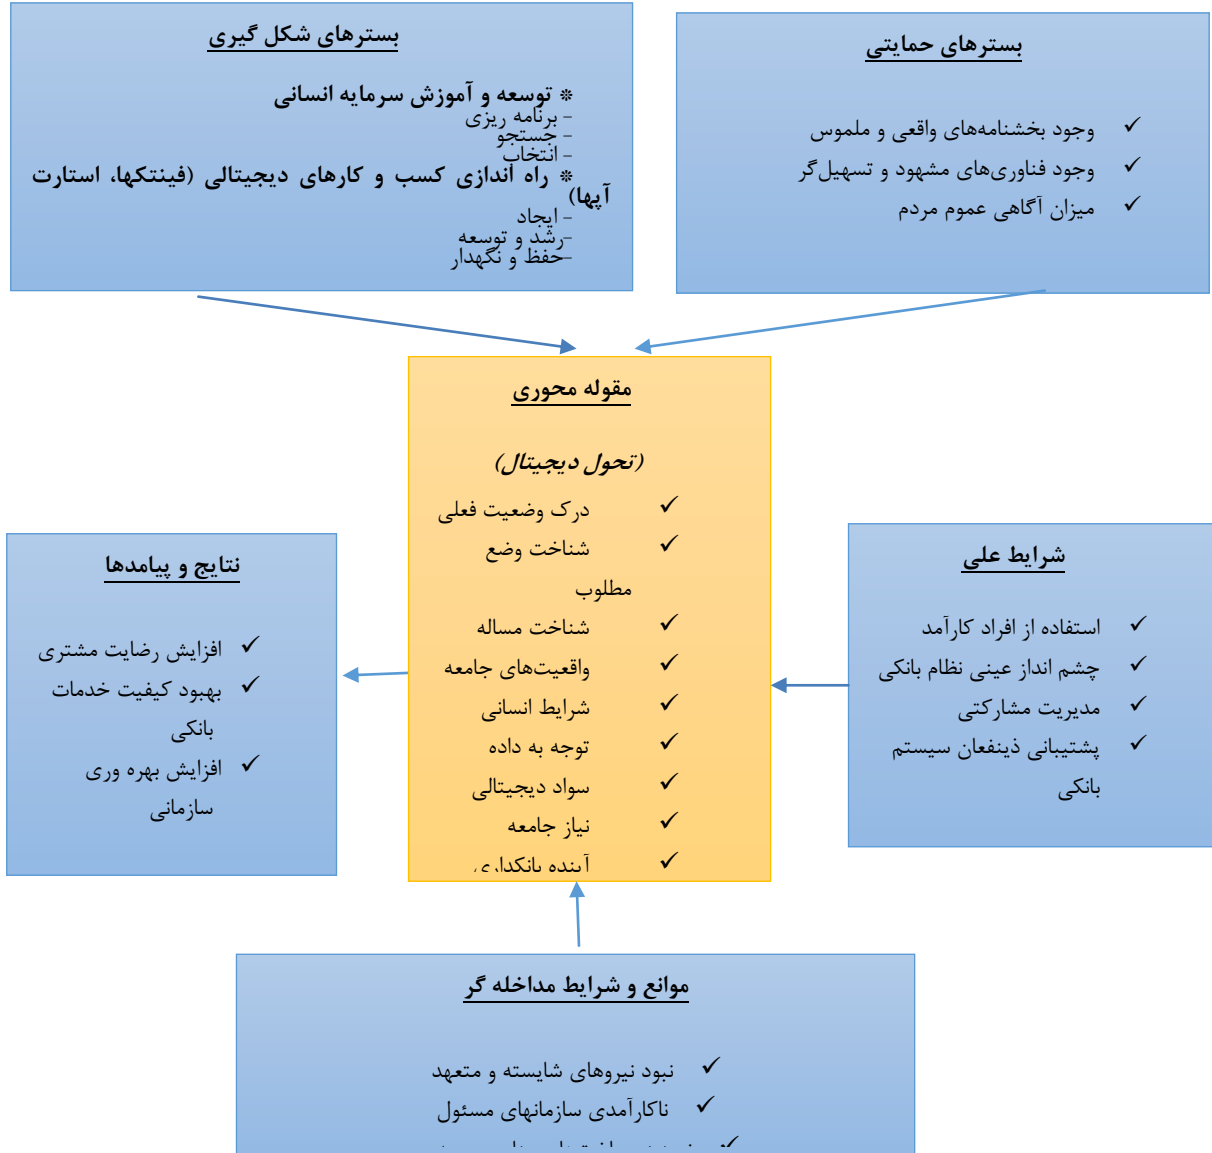 بسترهای شکل گیری
※ توسعه و آموزش سرمایه انسانی
- برنامه ریزی
- جستجو
- انتخاب
※ راه اندازی کسب و کارهای دیجیتالی (فینتکها، استارت
آپها)
- ایجاد
-رشد و توسعه
-حفظ و نگهدار
بسترهای حمایتی
✓ وجود بخشنامه‌های واقعی و ملموس
✓ وجود فناوری‌های مشهود و تسهیل‌گر
✓ میزان آگاهی عموم مردم
مقوله محوری
(تحول دیجیتال)
✓ درک وضعیت فعلی
✓ شناخت وضع
مطلوب
✓ شناخت مساله
✓ واقعیت‌های جامعه
✓ شرایط انسانی
✓ توجه به داده
✓ سواد دیجیتالی
✓ نیاز جامعه
✓ آینده بانکداری
شرایط علی
✓ استفاده از افراد کارآمد
✓ چشم انداز عینی نظام بانکی
✓ مدیریت مشارکتی
✓ پشتیبانی ذینفعان سیستم
بانکی
نتایج و پیامدها
✓ افزایش رضایت مشتری
✓ بهبود کیفیت خدمات
بانکی
✓ افزایش بهره وری
سازمانی
موانع و شرایط مداخله گر
✓ نبود نیروهای شایسته و متعهد
✓ ناکارآمدی سازمانهای مسئول